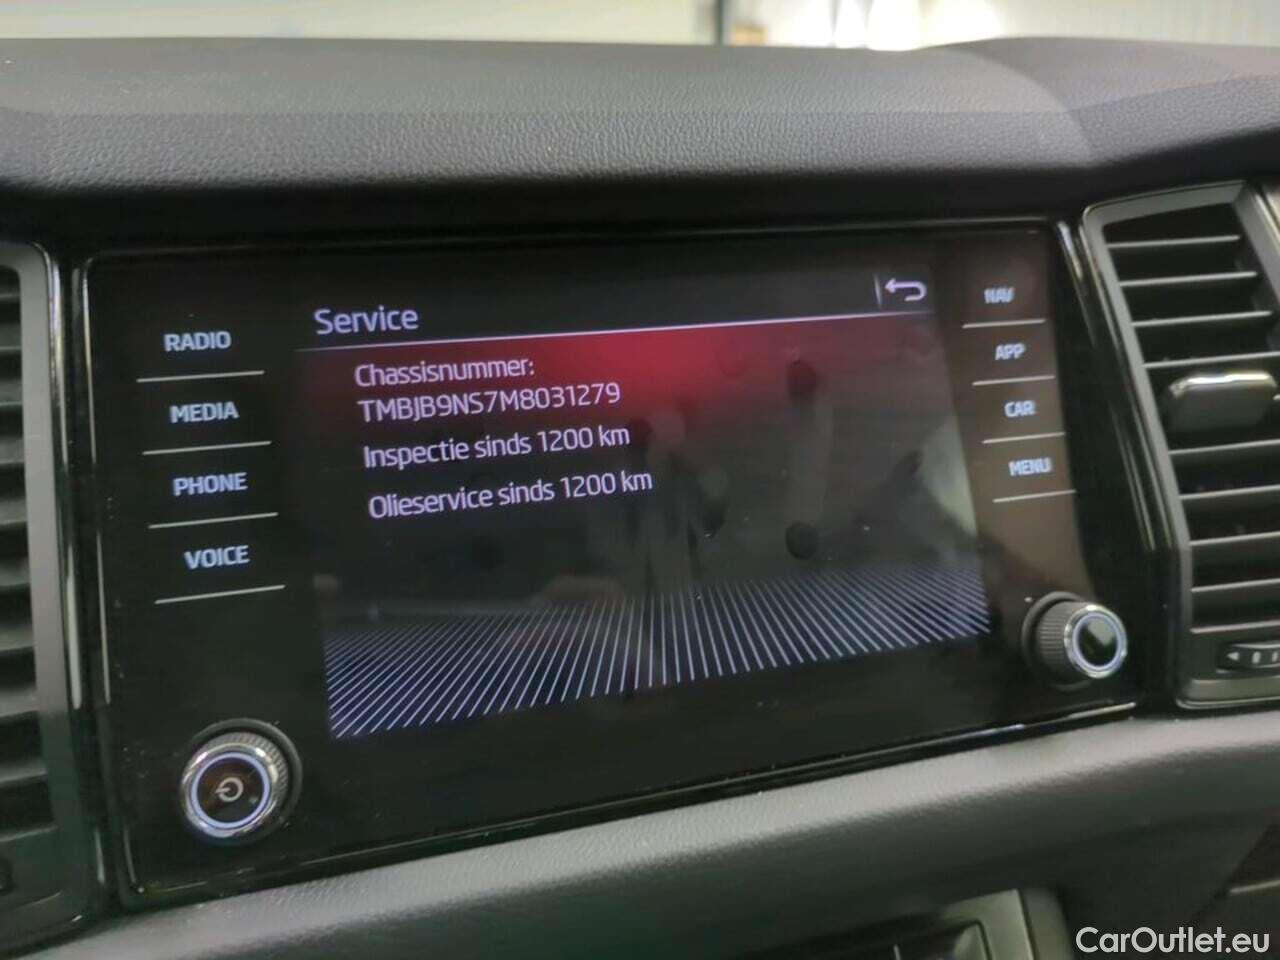 Service
RADIO
MEDIA
PHONE
VOICE
Chassisnummer:
TMBJB9NS7M8031279
Inspectie sinds 1200 km
Olieservice sinds 1200 km
NAV
APP
CAR
MENU
CarOutlet.eu